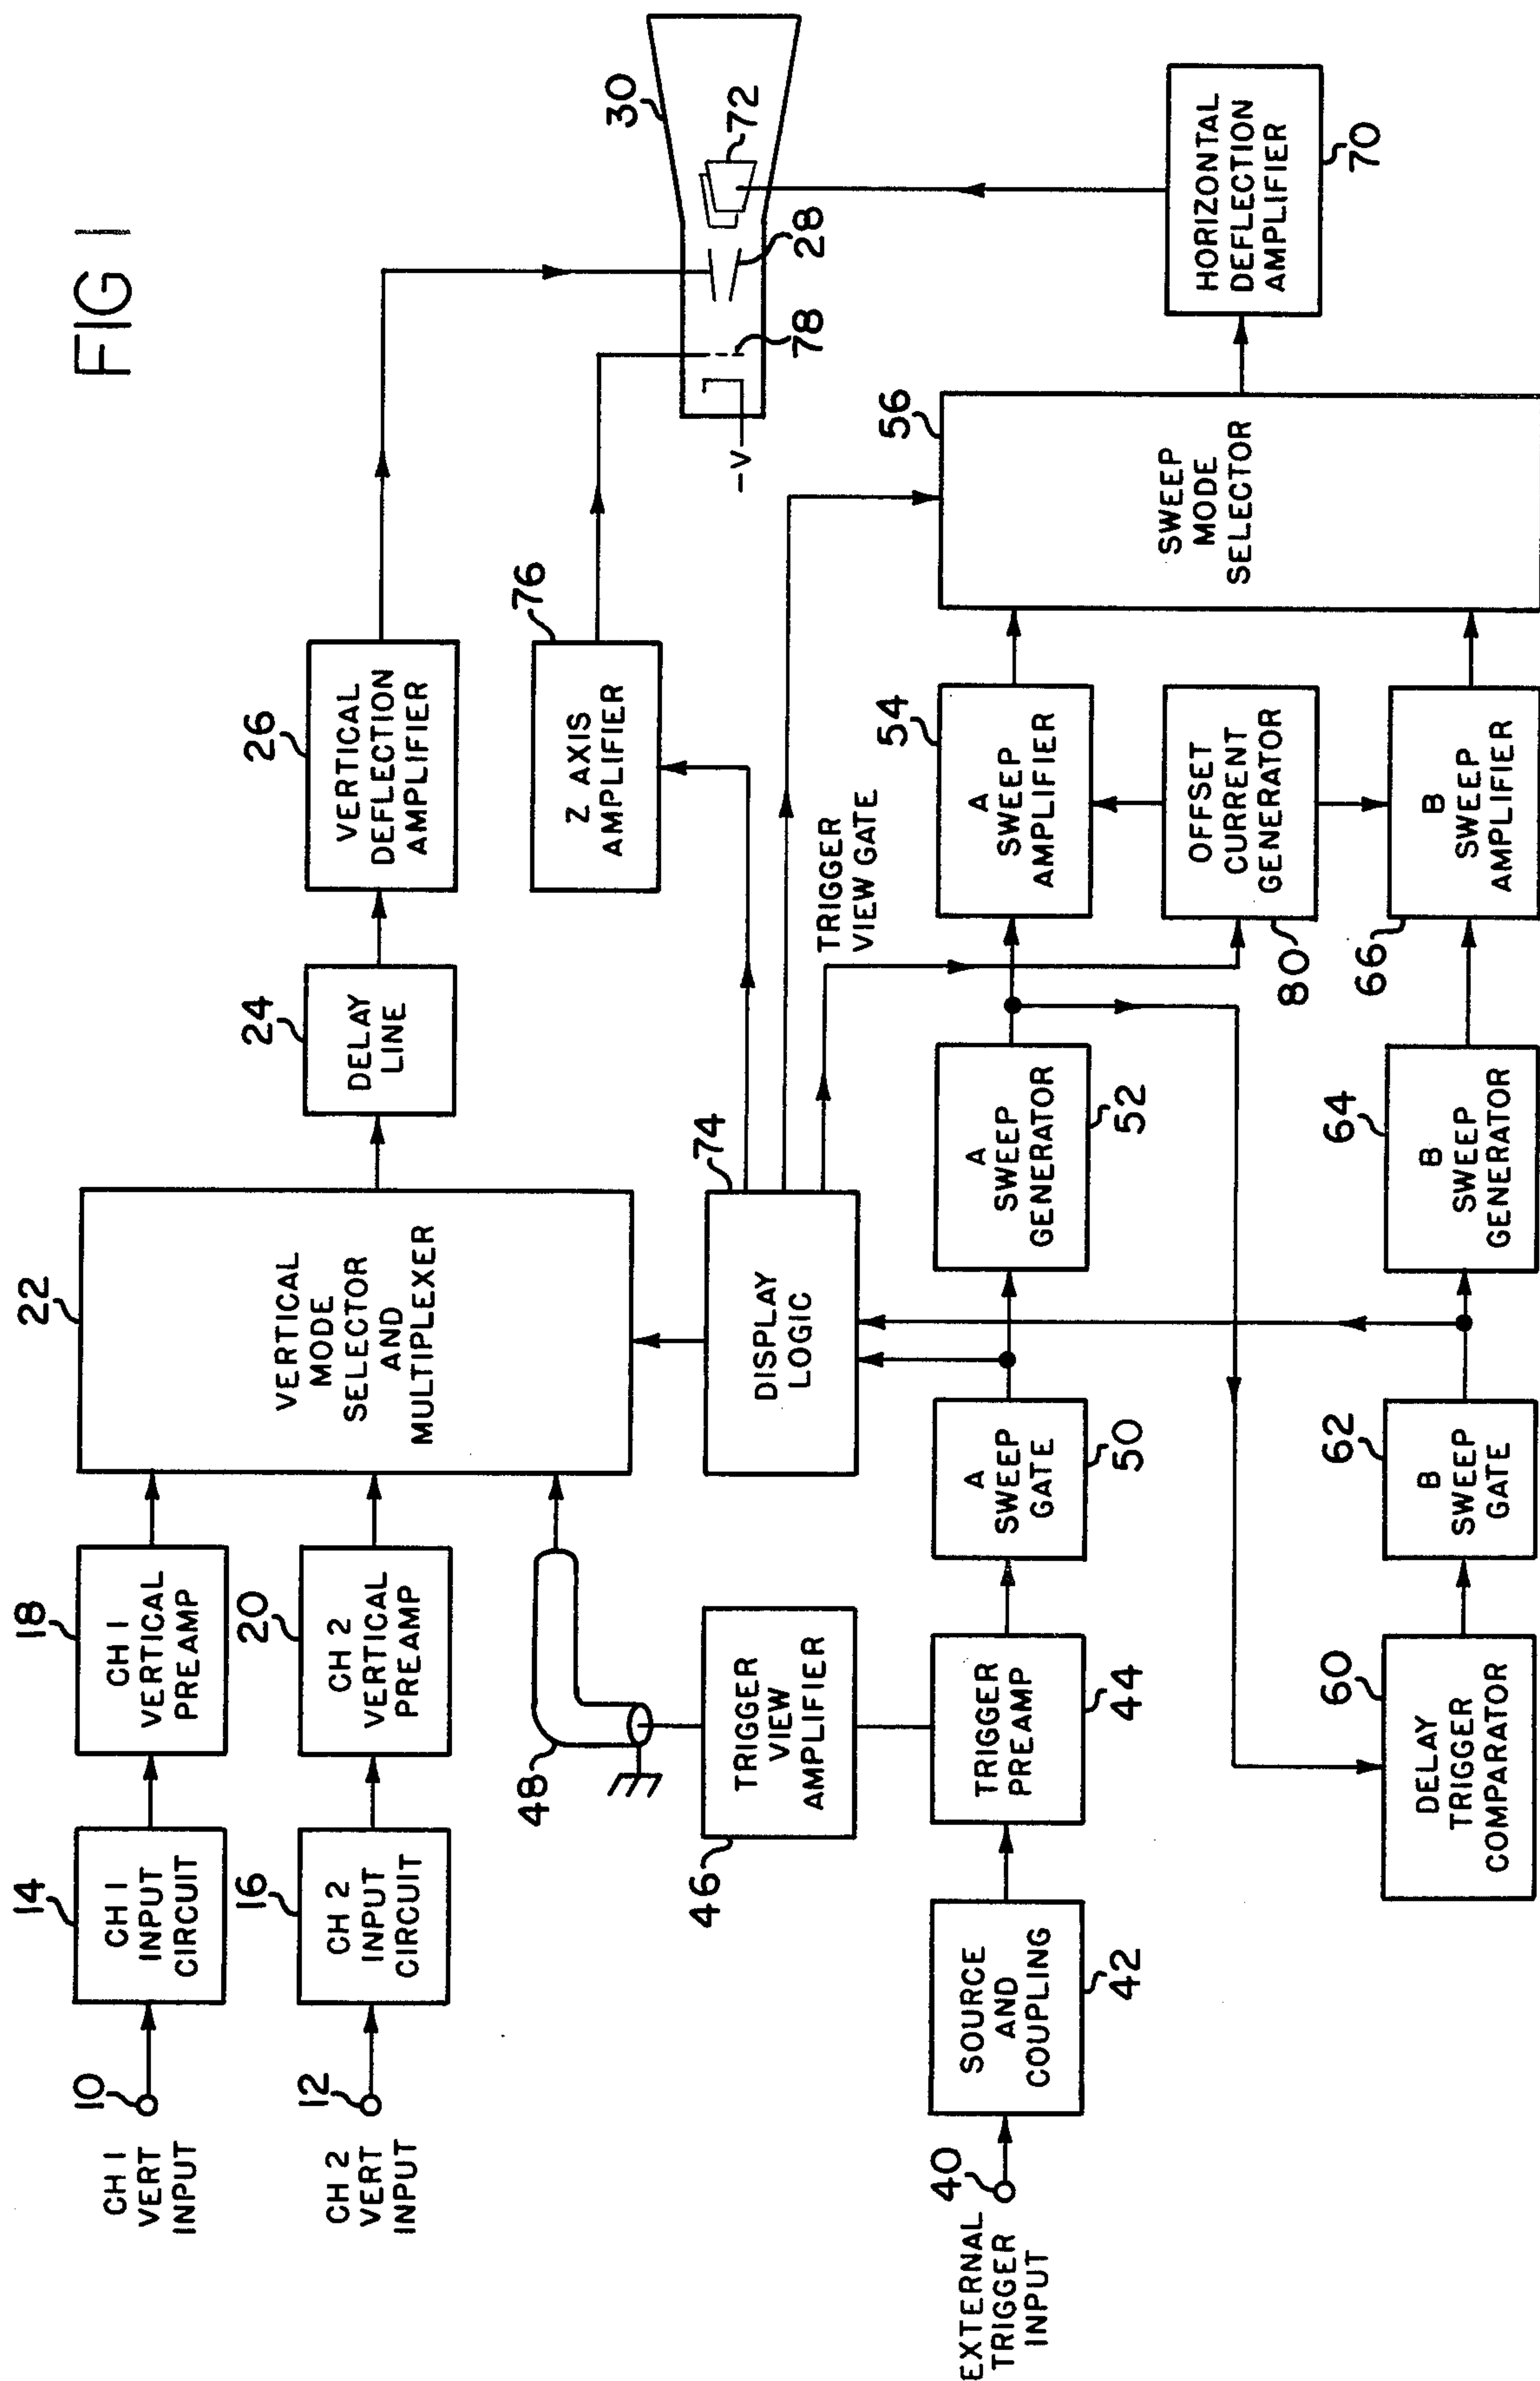 FIG 1
10
CH 1
VERT
INPUT
14
CH 1
INPUT
CIRCUIT
18
CH 1
VERTICAL
PREAMP
12
CH 2
VERT
INPUT
16
CH 2
INPUT
CIRCUIT
20
CH 2
VERTICAL
PREAMP
22
VERTICAL
MODE
SELECTOR
AND
MULTIPLEXER
24
DELAY
LINE
26
VERTICAL
DEFLECTION
AMPLIFIER
30
72
28
78
-V
76
Z AXIS
AMPLIFIER
48
46
TRIGGER
VIEW
AMPLIFIER
74
DISPLAY
LOGIC
TRIGGER
VIEW GATE
40
EXTERNAL
TRIGGER
INPUT
SOURCE
AND
COUPLING
42
TRIGGER
PREAMP
44
A
SWEEP
GATE
50
A
SWEEP
GENERATOR
52
54
A
SWEEP
AMPLIFIER
OFFSET
CURRENT
GENERATOR
80
56
SWEEP
MODE
SELECTOR
HORIZONTAL
DEFLECTION
AMPLIFIER
70
60
DELAY
TRIGGER
COMPARATOR
62
B
SWEEP
GATE
64
B
SWEEP
GENERATOR
66
B
SWEEP
AMPLIFIER